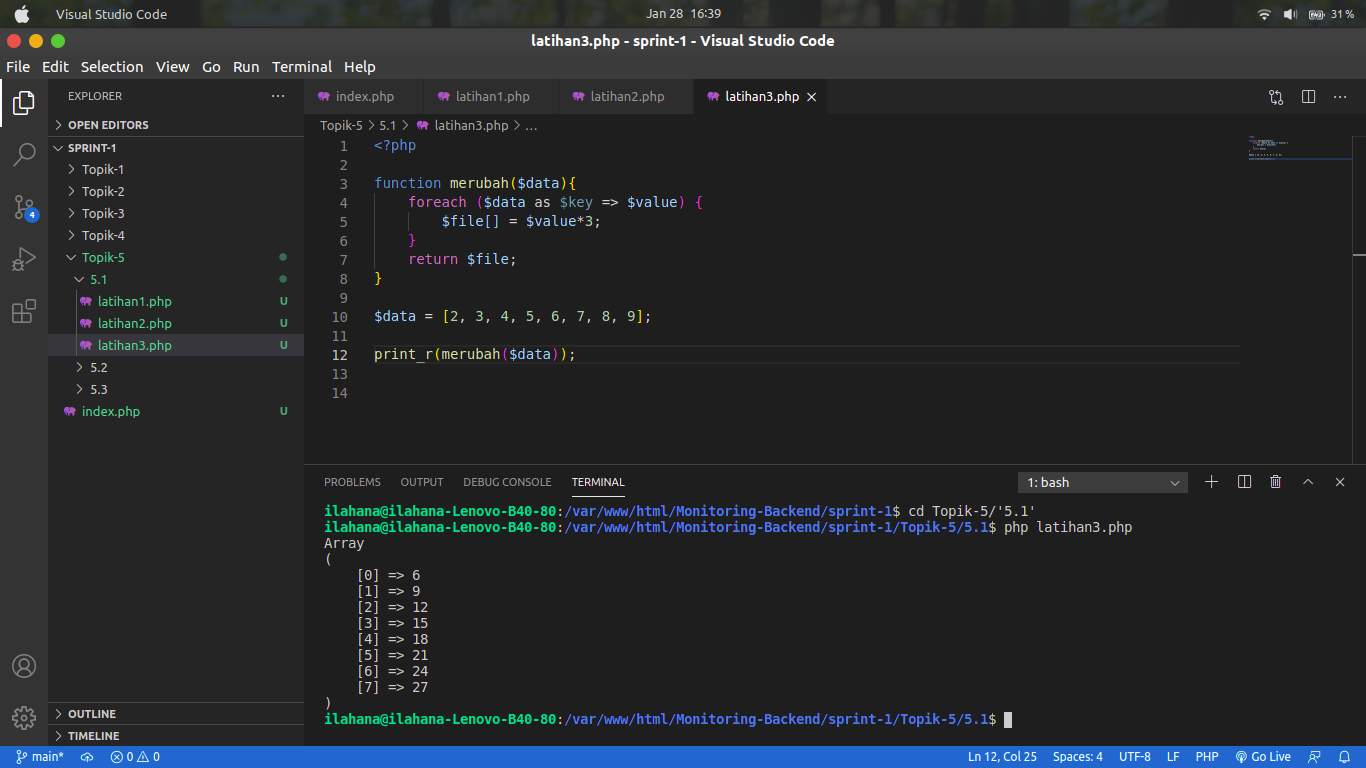 Visual Studio Code
Jan 28 16:39
31 %
latihan3.php - sprint-1 - Visual Studio Code
File Edit Selection View Go Run Terminal Help
EXPLORER
OPEN EDITORS
SPRINT-1
Topik-1
Topik-2
Topik-3
Topik-4
Topik-5
5.1
latihan1.php U
latihan2.php U
latihan3.php U
5.2
5.3
index.php U
OUTLINE
TIMELINE
4
index.php latihan1.php latihan2.php latihan3.php
Topik-5 > 5.1 > latihan3.php > ...
1 <?php
2
3 function merubah($data){
4 foreach ($data as $key => $value) {
5 $file[] = $value*3;
6 }
7 return $file;
8 }
9
10 $data = [2, 3, 4, 5, 6, 7, 8, 9];
11
12 print_r(merubah($data));
13
14
PROBLEMS OUTPUT DEBUG CONSOLE TERMINAL 1: bash
ilahana@ilahana-Lenovo-B40-80:/var/www/html/Monitoring-Backend/sprint-1$ cd Topik-5/'5.1'
ilahana@ilahana-Lenovo-B40-80:/var/www/html/Monitoring-Backend/sprint-1/Topik-5/5.1$ php latihan3.php
Array
(
[0] => 6
[1] => 9
[2] => 12
[3] => 15
[4] => 18
[5] => 21
[6] => 24
[7] => 27
)
ilahana@ilahana-Lenovo-B40-80:/var/www/html/Monitoring-Backend/sprint-1/Topik-5/5.1$
main* 0 0 Ln 12, Col 25 Spaces: 4 UTF-8 LF PHP Go Live